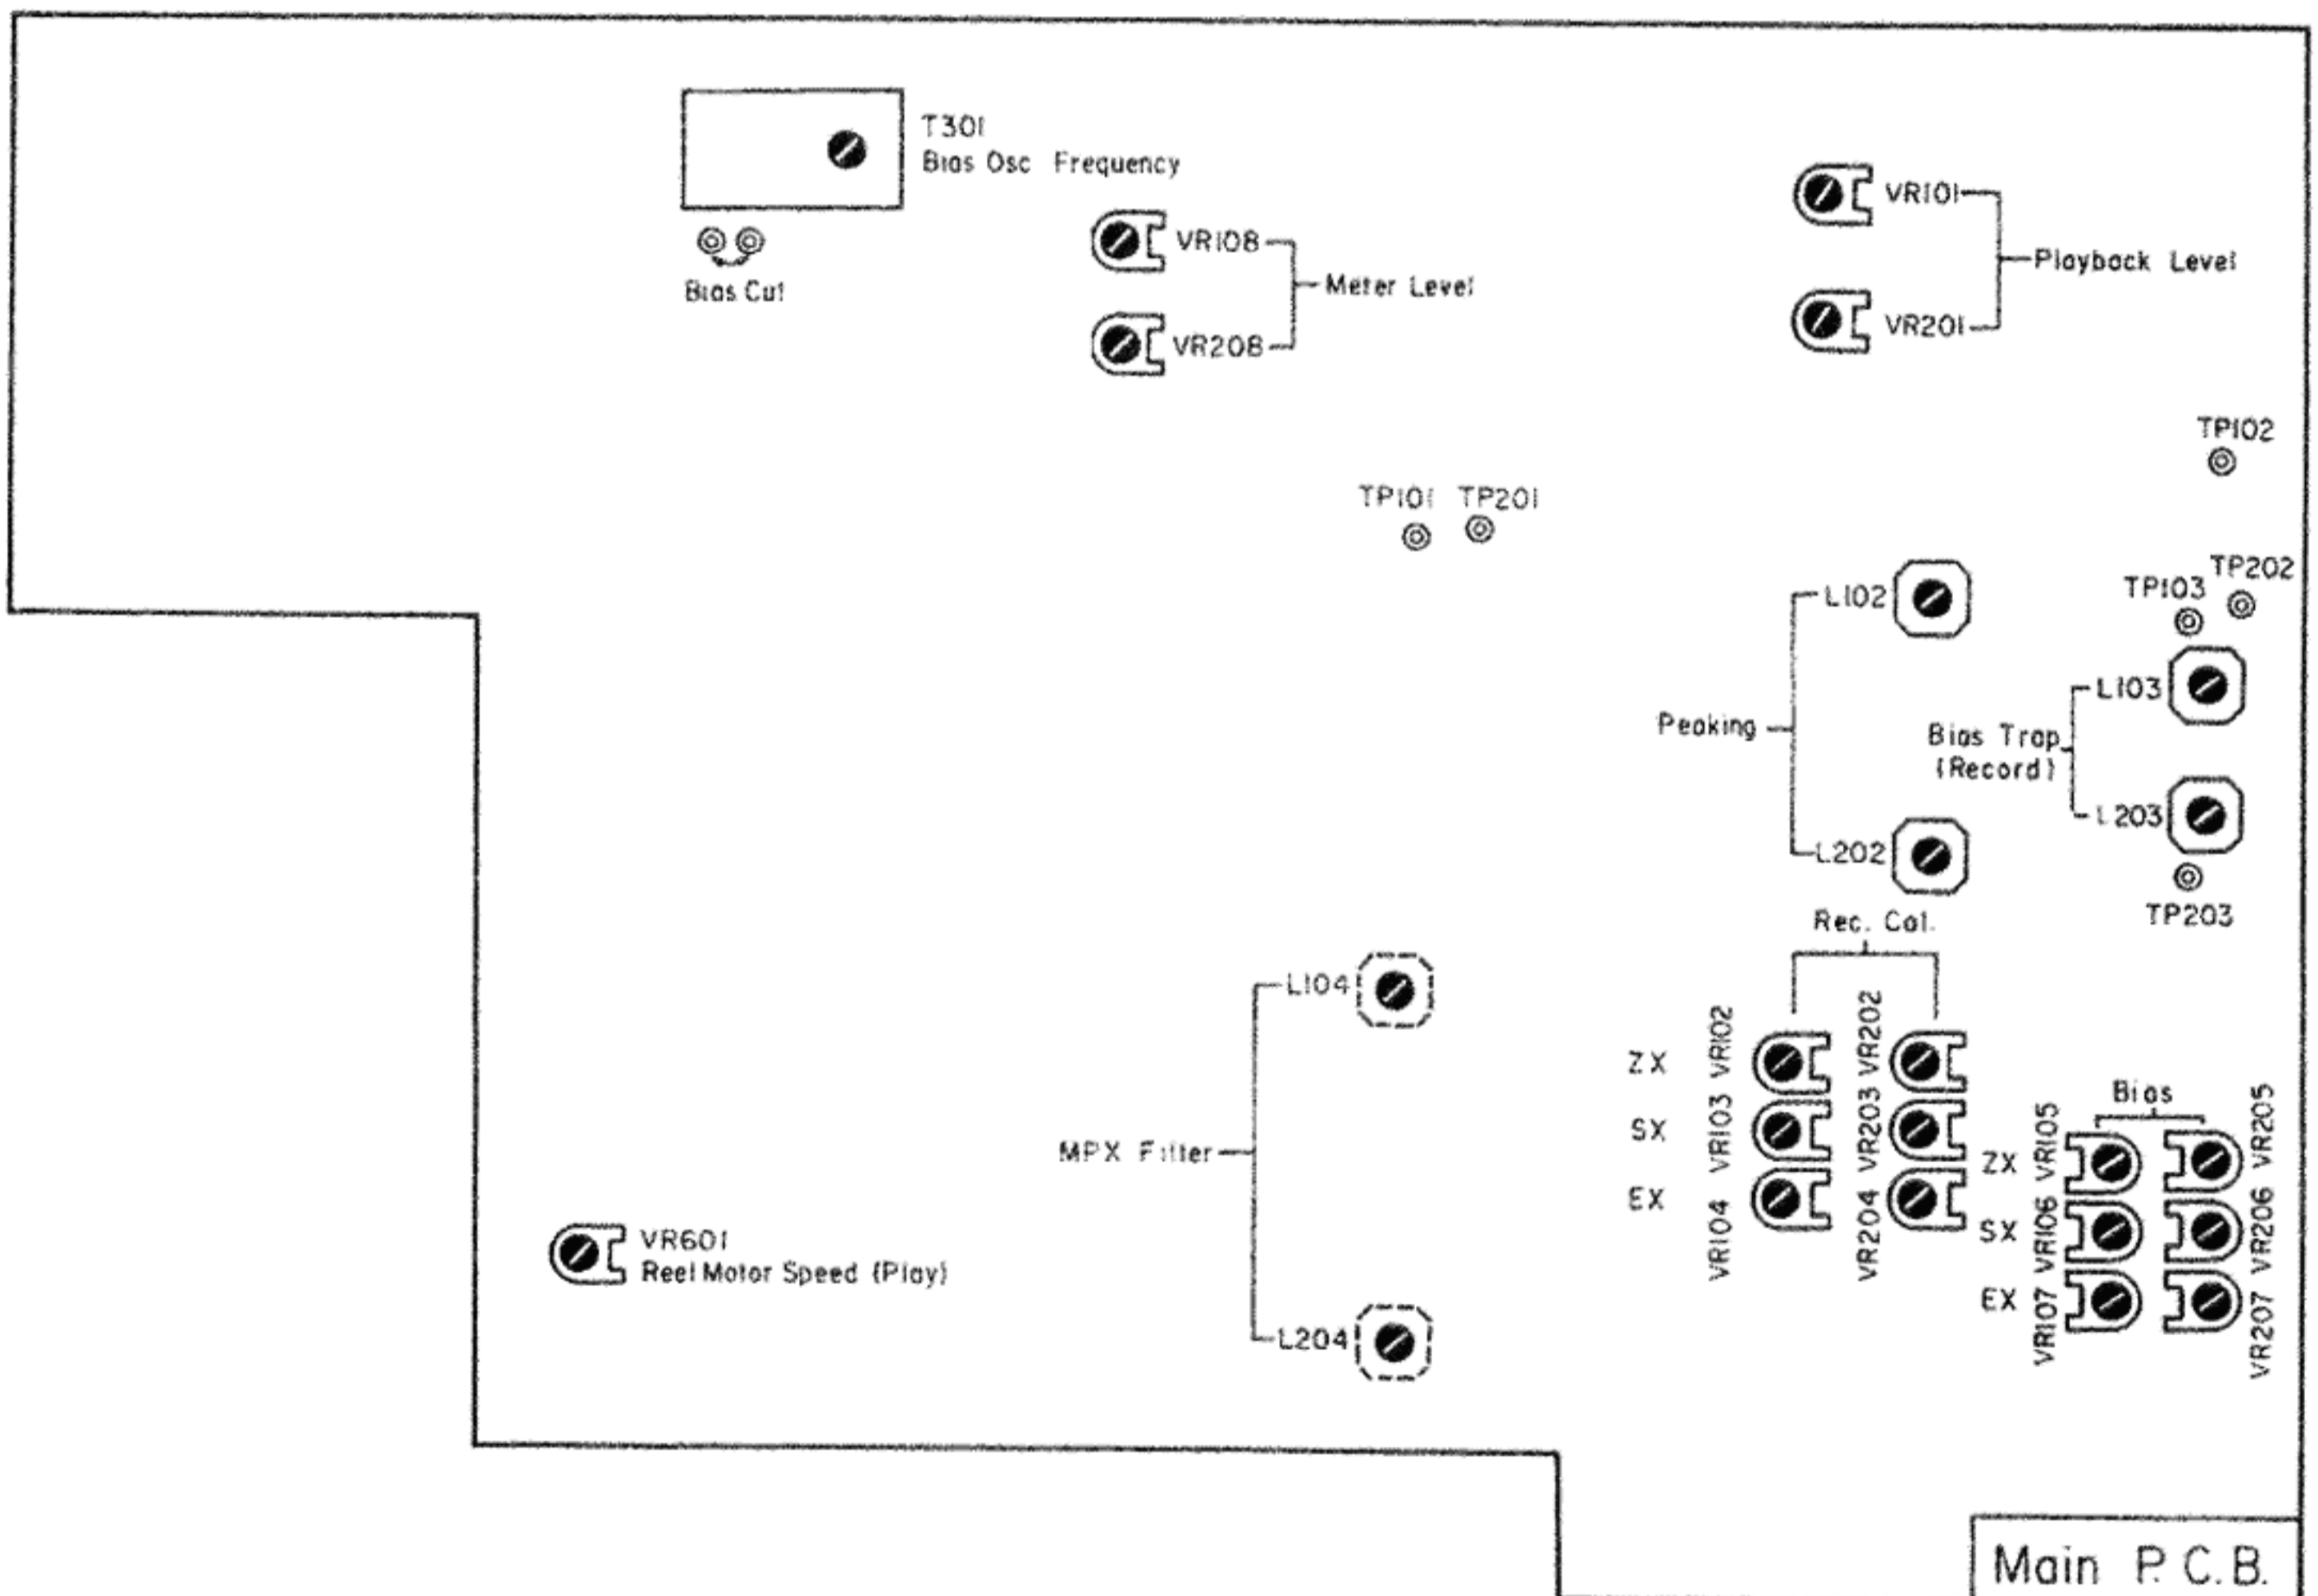 T301
Bias Osc Frequency
Bias Cut
VR108
Meter Level
VR208
VR101
Playback Level
VR201
TP102
TP101 TP201
TP202
TP103
L102
L103
Peaking
Bias Trap
(Record)
L203
L202
TP203
Rec. Cal.
L104
ZX VR102 VR202
SX VR103 VR203
EX VR104 VR204
Bias
ZX VR105 VR205
SX VR106 VR206
EX VR107 VR207
MPX Filter
VR601
Reel Motor Speed (Play)
L204
Main P.C.B.